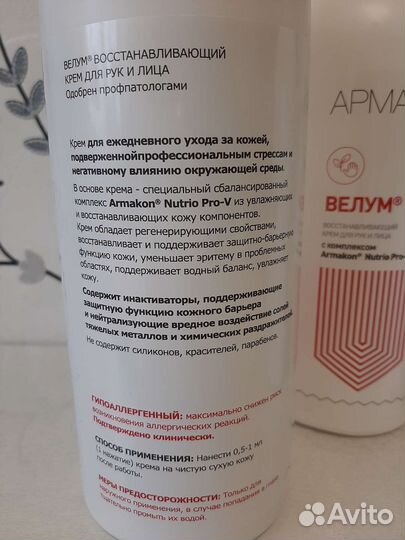 ВЕЛУМ® ВОССТАНАВЛИВАЮЩИЙ
КРЕМ ДЛЯ РУК И ЛИЦА
Одобрен профпатологами
Крем для ежедневного ухода за кожей,
подверженнойпрофессиональным стрессам и
негативному влиянию окружающей среды.
В основе крема - специальный сбалансированный
комплекс Armakon® Nutrio Pro-V из увлажняющих
и восстанавливающих кожу компонентов.
Крем обладает регенерирующими свойствами,
восстанавливает и поддерживает защитно-барьерную
функцию кожи, уменьшает эритему в проблемных
областях, поддерживает водный баланс, увлажняет
кожу.
Содержит инактиваторы, поддерживающие
защитную функцию кожного барьера
и нейтрализующие вредное воздействие солей
тяжелых металлов и химических раздражителей.
Не содержит силиконов, красителей, парабенов.
ГИПОАЛЛЕРГЕННЫЙ: максимально снижен риск
возникновения аллергических реакций.
Подтверждено клинически.
СПОСОБ ПРИМЕНЕНИЯ: Нанести 0,5-1 мл
(1 нажатие) крема на чистую сухую кожу
после работы.
МЕРЫ ПРЕДОСТОРОЖНОСТИ: Только для
наружного применения, в случае попадания в глаза
тщательно промыть их водой.
АРМА
ВЕЛУМ®
ВОССТАНАВЛИВАЮЩИЙ
КРЕМ ДЛЯ РУК И ЛИЦА
с комплексом
Armakon® Nutrio Pro-
Avito